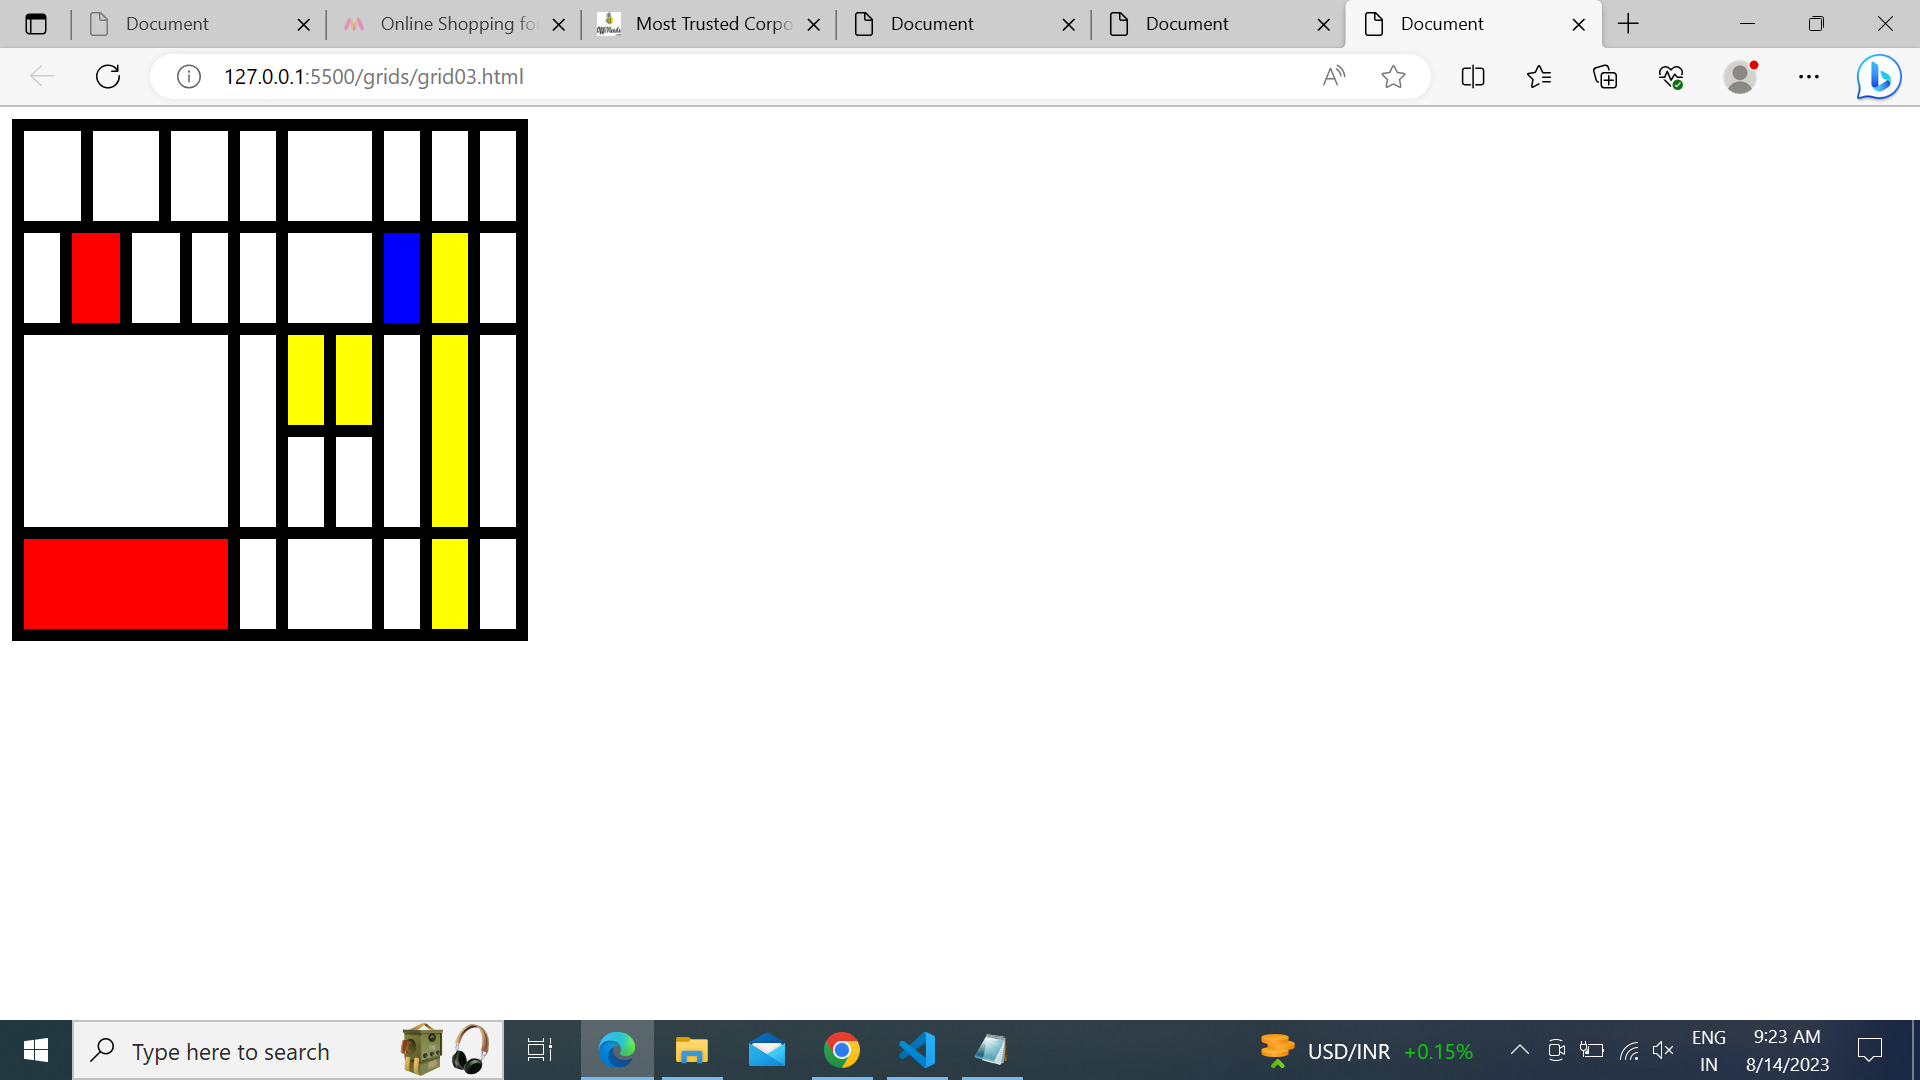 Document
Online Shopping fo
Most Trusted Corpo
Document
Document
Document
127.0.0.1:5500/grids/grid03.html
Type here to search
USD/INR +0.15%
ENG
IN
9:23 AM
8/14/2023